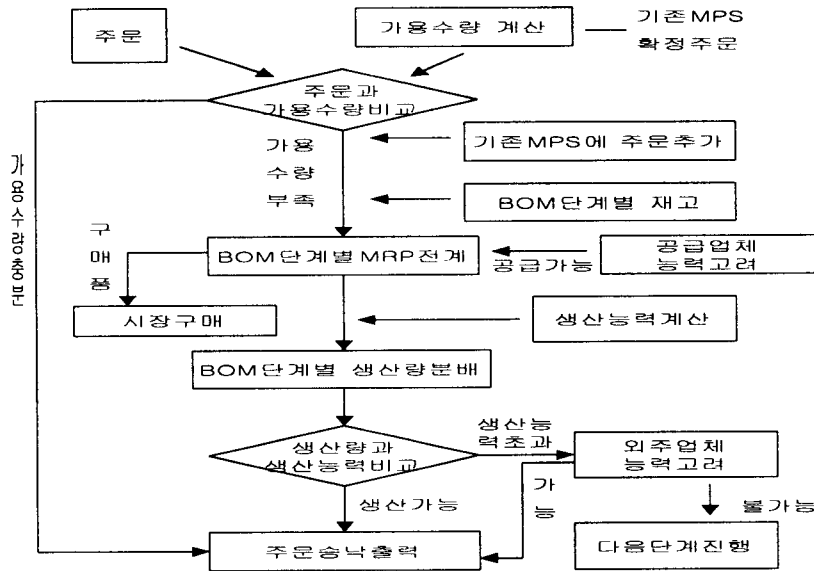 주문
가용수량 계산
기존MPS
확정주문
주문과
가용수량비교
가용
수량
부족
기존MPS에 주문추가
BOM단계별 재고
가용수량충분
구매품
BOM단계별MRP전계
공급가능
공급업체
능력고려
시장구매
생산능력계산
BOM단계별 생산량분배
생산량과
생산능력비교
생산능
력초과
외주업체
능력고려
가능
생산가능
불가능
주문승낙출력
다음단계진행